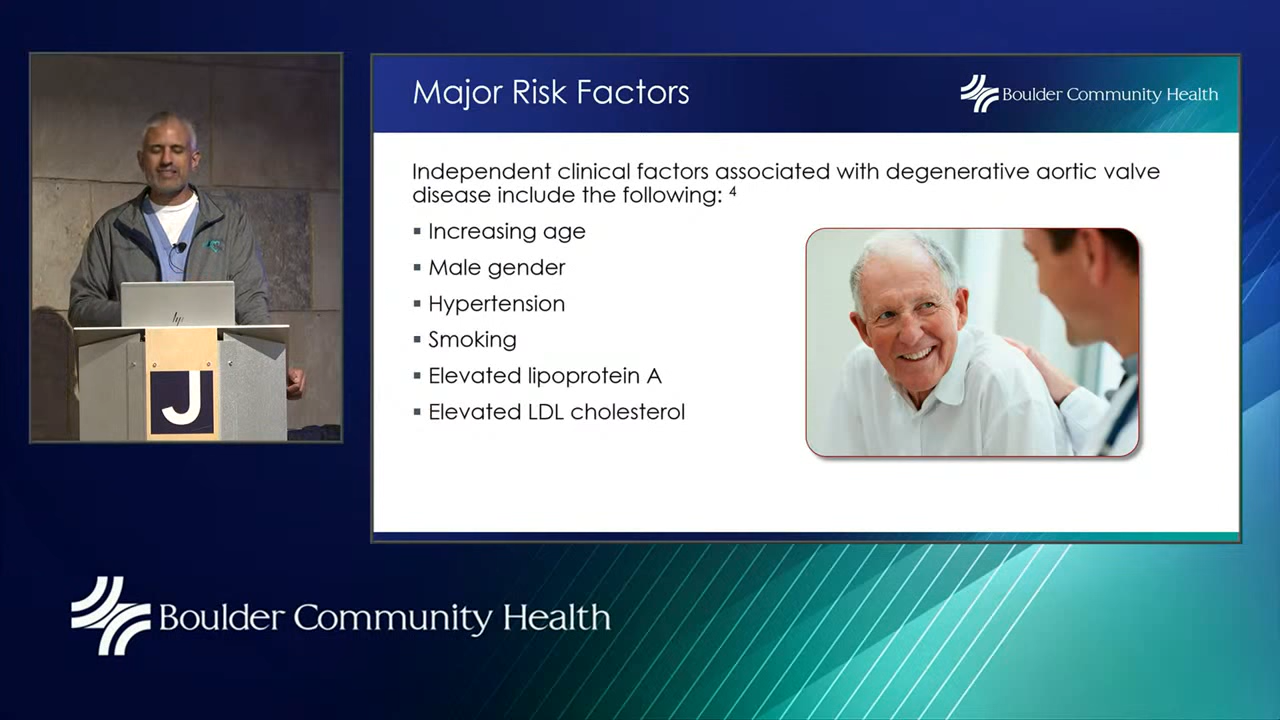 Major Risk Factors
Boulder Community Health
Independent clinical factors associated with degenerative aortic valve
disease include the following: 4
▪ Increasing age
▪ Male gender
▪ Hypertension
▪ Smoking
▪ Elevated lipoprotein A
▪ Elevated LDL cholesterol
hp
J
Boulder Community Health